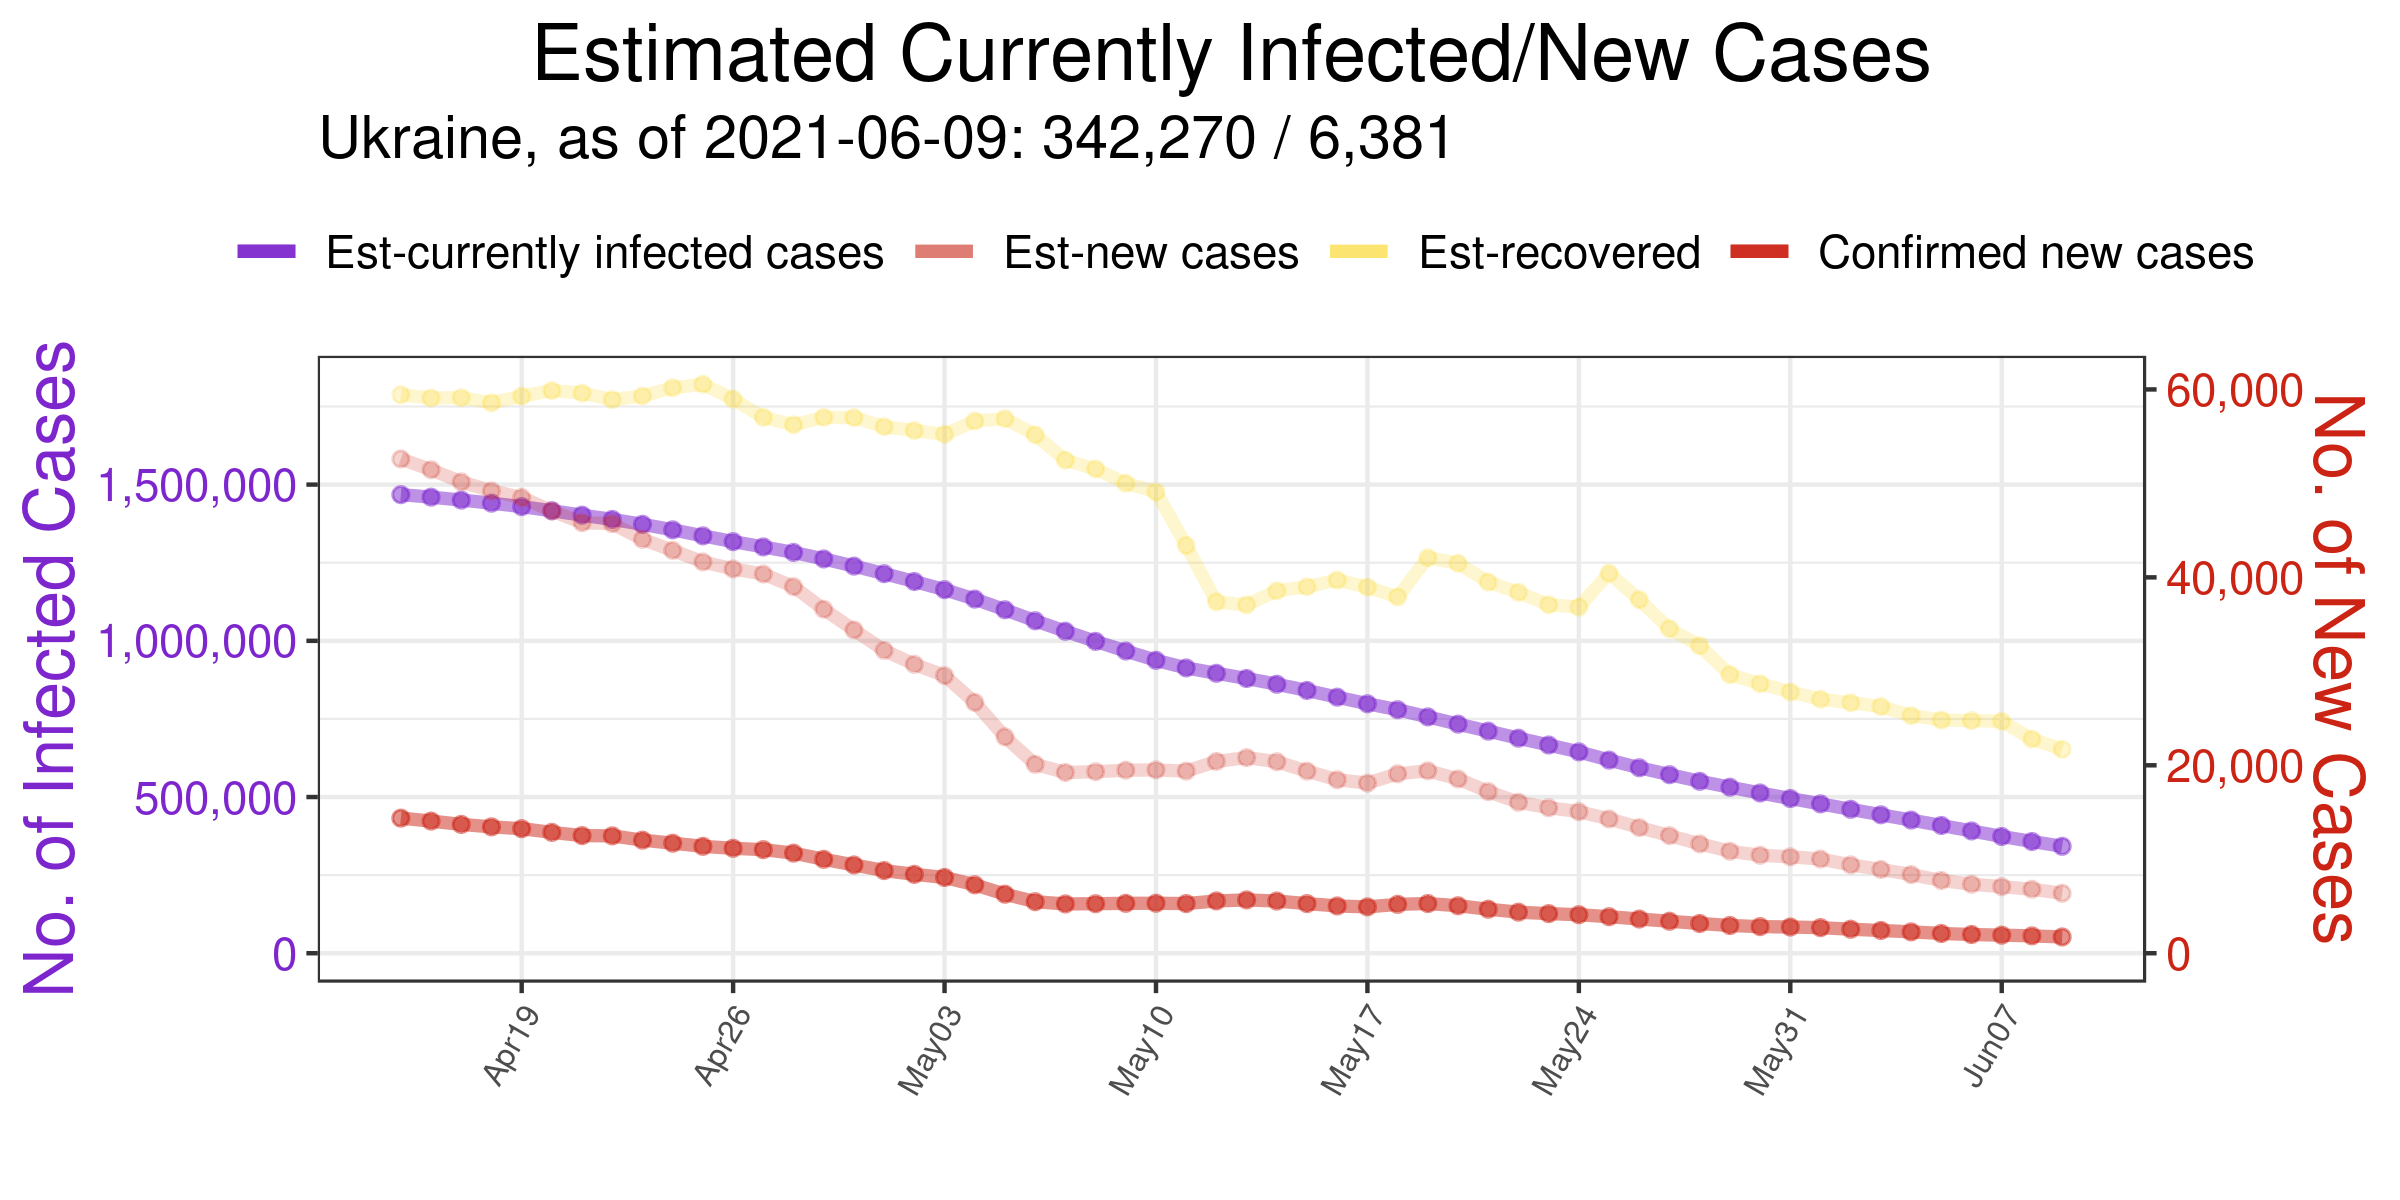 Estimated Currently Infected/New Cases
Ukraine, as of 2021-06-09: 342,270 / 6,381
Est-currently infected cases Est-new cases Est-recovered Confirmed new cases
No. of Infected Cases
1,500,000
1,000,000
500,000
0
60,000
40,000
20,000
0
No. of New Cases
Apr19 Apr26 May03 May10 May17 May24 May31 Jun07